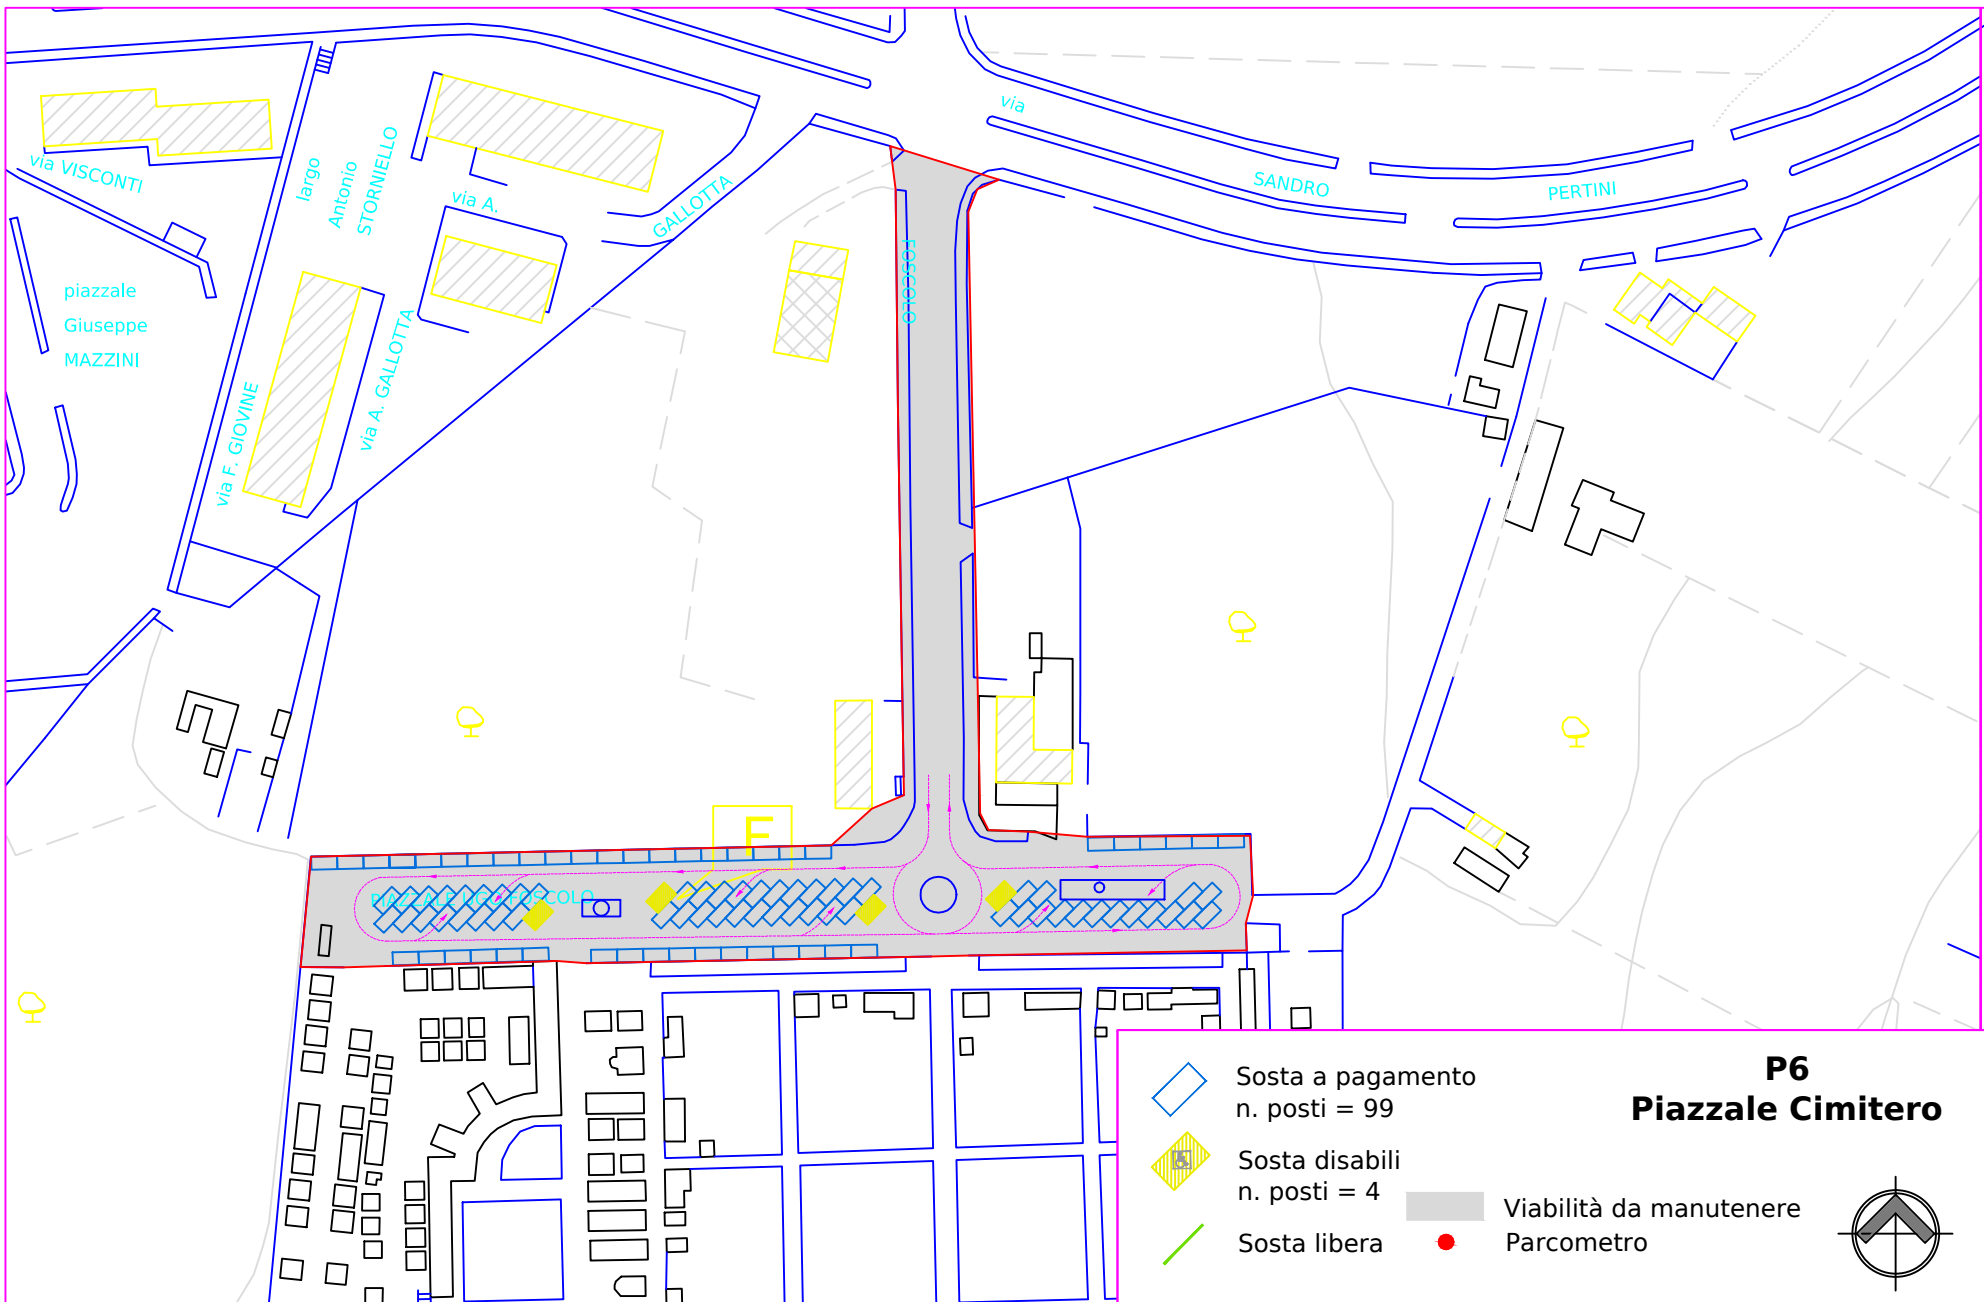 via
SANDRO
PERTINI
via VISCONTI
largo
Antonio
STORNIELLO
via A.
GALLOTTA
FOSCOLO
piazzale
Giuseppe
MAZZINI
via F. GIOVINE
via A. GALLOTTA
F
PIAZZALE UGO FOSCOLO
P6
Piazzale Cimitero
Sosta a pagamento
n. posti = 99
Sosta disabili
n. posti = 4
Sosta libera
Viabilità da manutenere
Parcometro